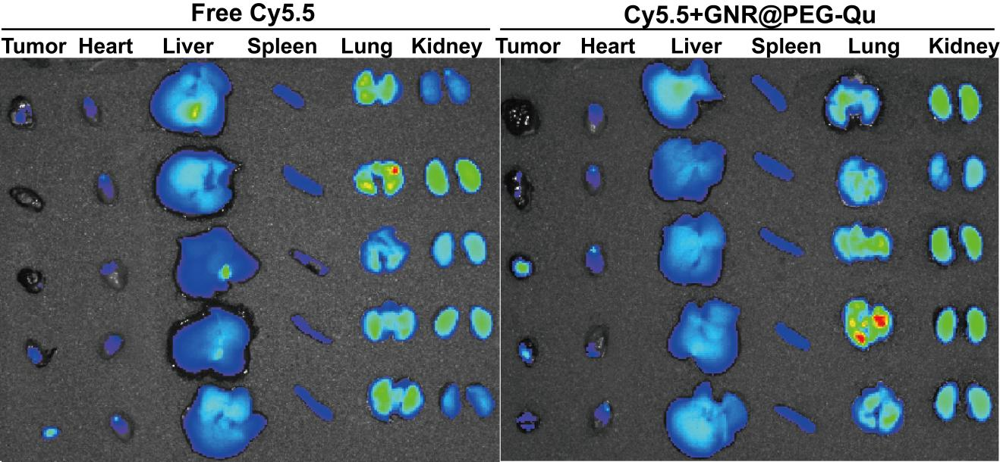 Free Cy5.5
Cy5.5+GNR@PEG-Qu
Tumor Heart Liver Spleen Lung Kidney Tumor Heart Liver Spleen Lung Kidney